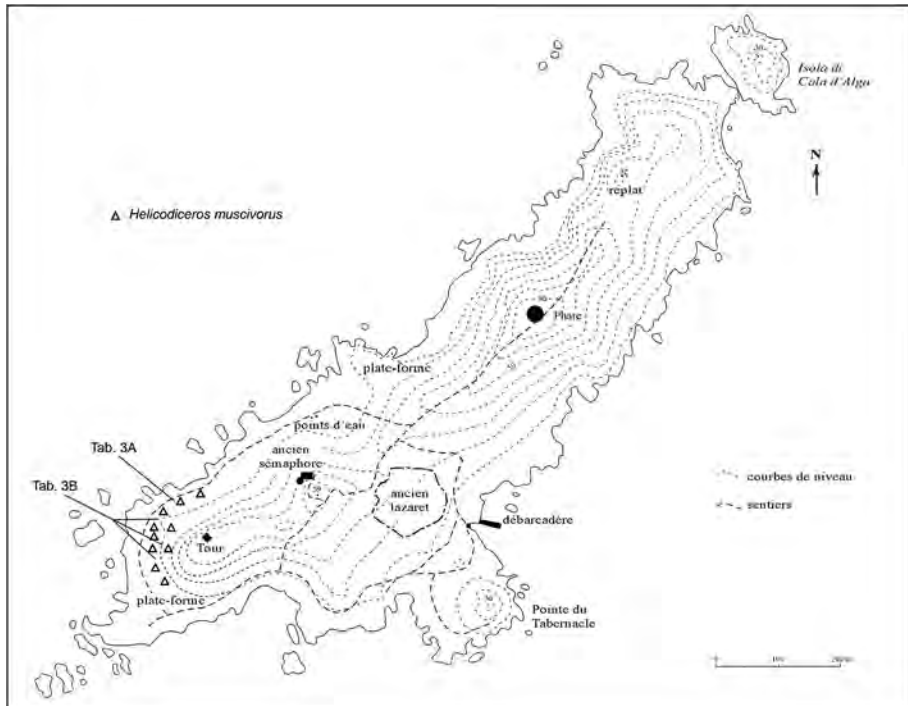 Isola di
Cala d'Alga
N
replat
Helicodiceros muscivorus
Phare
plate-forme
points d'eau
Tab. 3A
ancien
sémaphore
Tab. 3B
ancien
lazaret
courbes de niveau
sentiers
débarcadère
Tour
plate-forme
Pointe du
Tabernacle